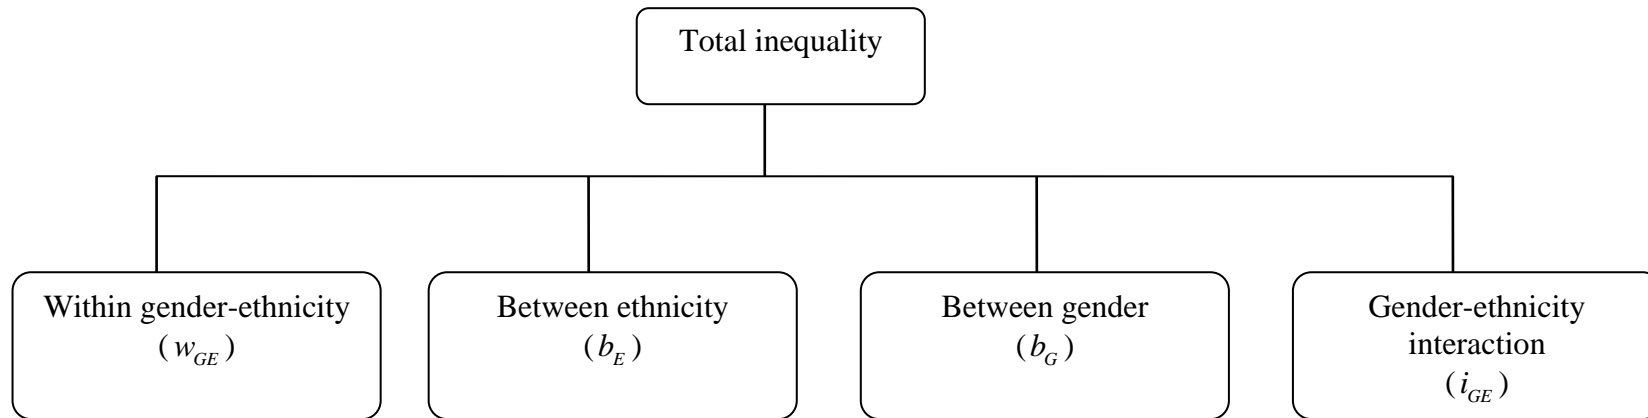 Total inequality
Within gender-ethnicity
(w_GE)
Between ethnicity
(b_E)
Between gender
(b_G)
Gender-ethnicity
interaction
(i_GE)